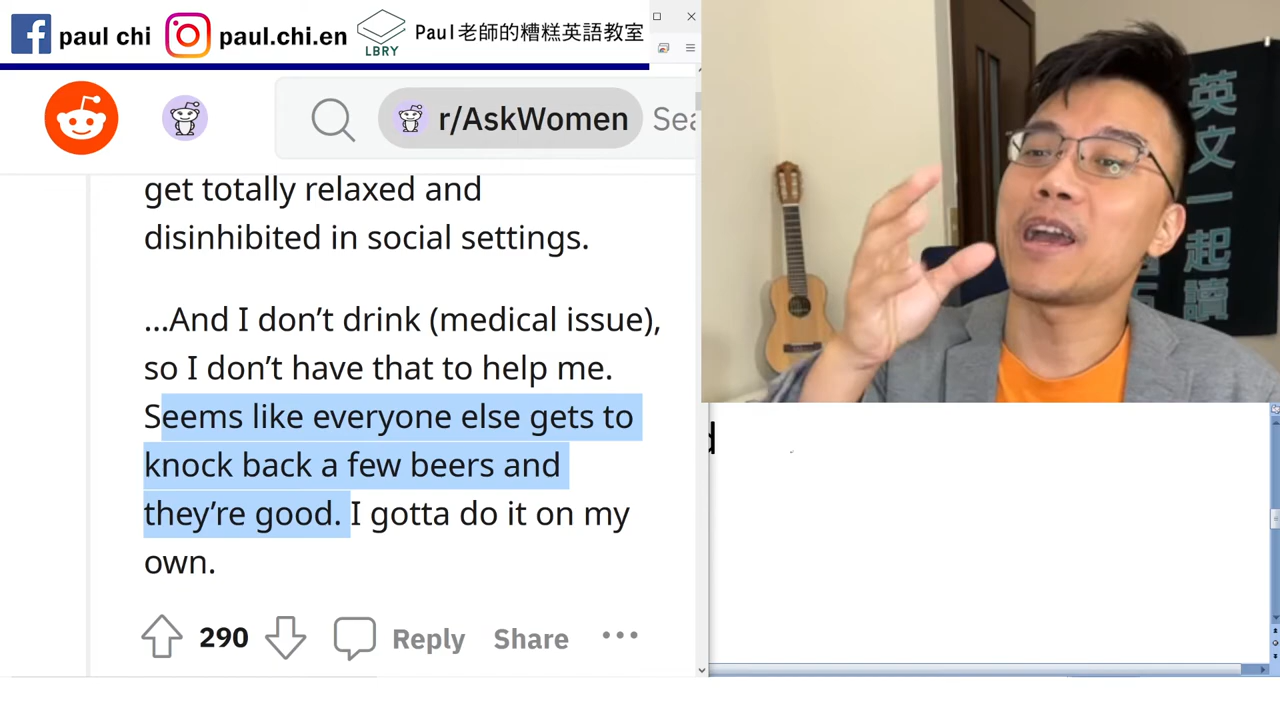 paul chi
paul.chi.en
LBRY
Paul老師的糟糕英語教室
r/AskWomen
Sea
get totally relaxed and
disinhibited in social settings.
...And I don't drink (medical issue),
so I don't have that to help me.
Seems like everyone else gets to
knock back a few beers and
they're good. I gotta do it on my
own.
290
Reply
Share
英文一起讀
d